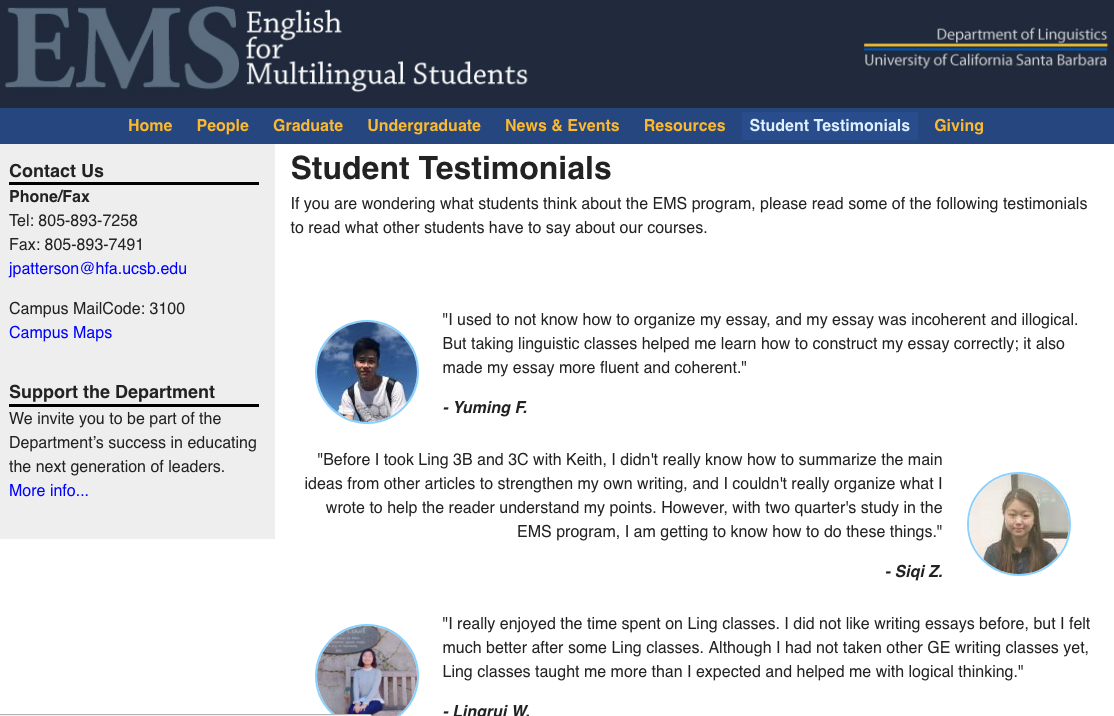 EMS English
for
Multilingual Students
Department of Linguistics
University of California Santa Barbara
Home People Graduate Undergraduate News & Events Resources Student Testimonials Giving
Contact Us
Phone/Fax
Tel: 805-893-7258
Fax: 805-893-7491
jpatterson@hfa.ucsb.edu
Campus MailCode: 3100
Campus Maps
Support the Department
We invite you to be part of the
Department’s success in educating
the next generation of leaders.
More info...
Student Testimonials
If you are wondering what students think about the EMS program, please read some of the following testimonials
to read what other students have to say about our courses.
"I used to not know how to organize my essay, and my essay was incoherent and illogical.
But taking linguistic classes helped me learn how to construct my essay correctly; it also
made my essay more fluent and coherent."
- Yuming F.
"Before I took Ling 3B and 3C with Keith, I didn't really know how to summarize the main
ideas from other articles to strengthen my own writing, and I couldn't really organize what I
wrote to help the reader understand my points. However, with two quarter's study in the
EMS program, I am getting to know how to do these things."
- Siqi Z.
"I really enjoyed the time spent on Ling classes. I did not like writing essays before, but I felt
much better after some Ling classes. Although I had not taken other GE writing classes yet,
Ling classes taught me more than I expected and helped me with logical thinking."
- Lingrui W.